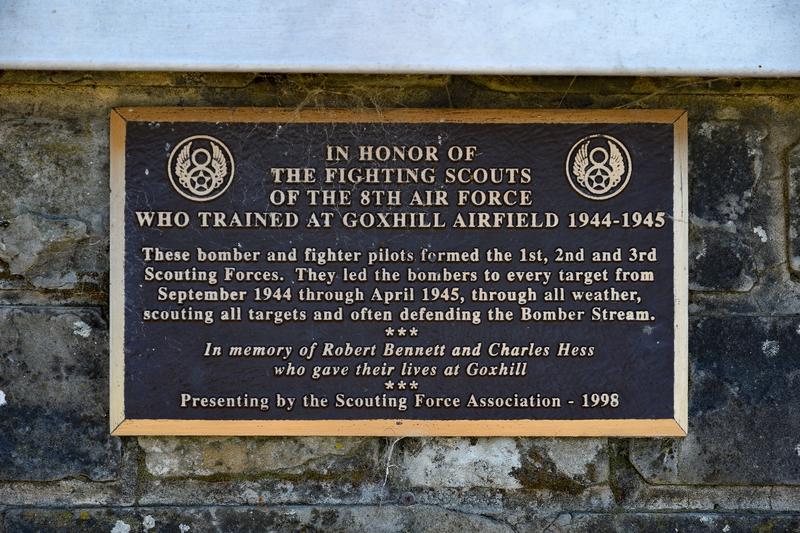 IN HONOR OF
THE FIGHTING SCOUTS
OF THE 8TH AIR FORCE
WHO TRAINED AT GOXHILL AIRFIELD 1944-1945
These bomber and fighter pilots formed the 1st, 2nd and 3rd
Scouting Forces. They led the bombers to every target from
September 1944 through April 1945, through all weather,
scouting all targets and often defending the Bomber Stream.
***
In memory of Robert Bennett and Charles Hess
who gave their lives at Goxhill
***
Presenting by the Scouting Force Association - 1998